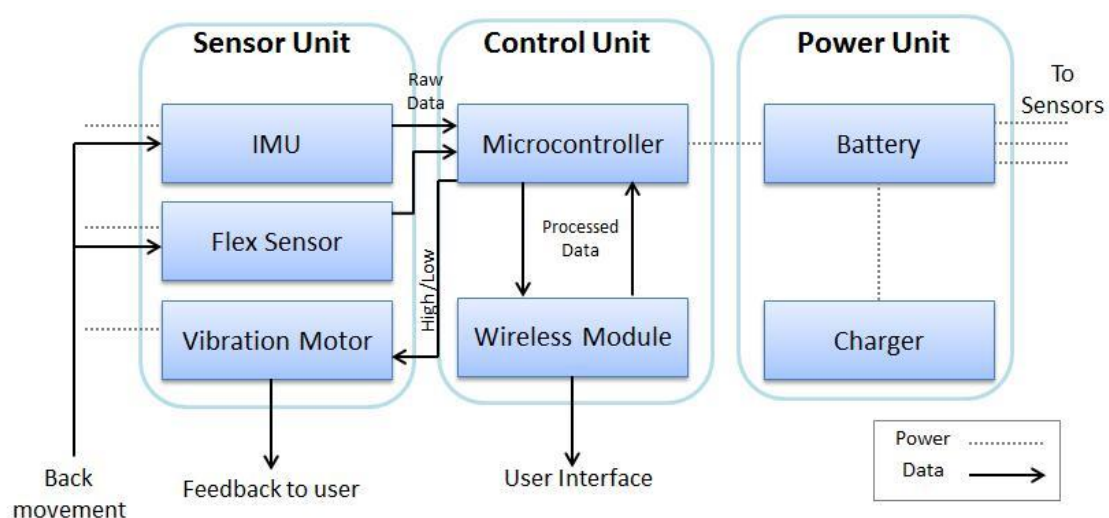 Sensor Unit
Control Unit
Power Unit
Raw
Data
To
Sensors
IMU
Microcontroller
Battery
Flex Sensor
High /Low
Processed
Data
Vibration Motor
Wireless Module
Charger
Power
Data
Back
movement
Feedback to user
User Interface